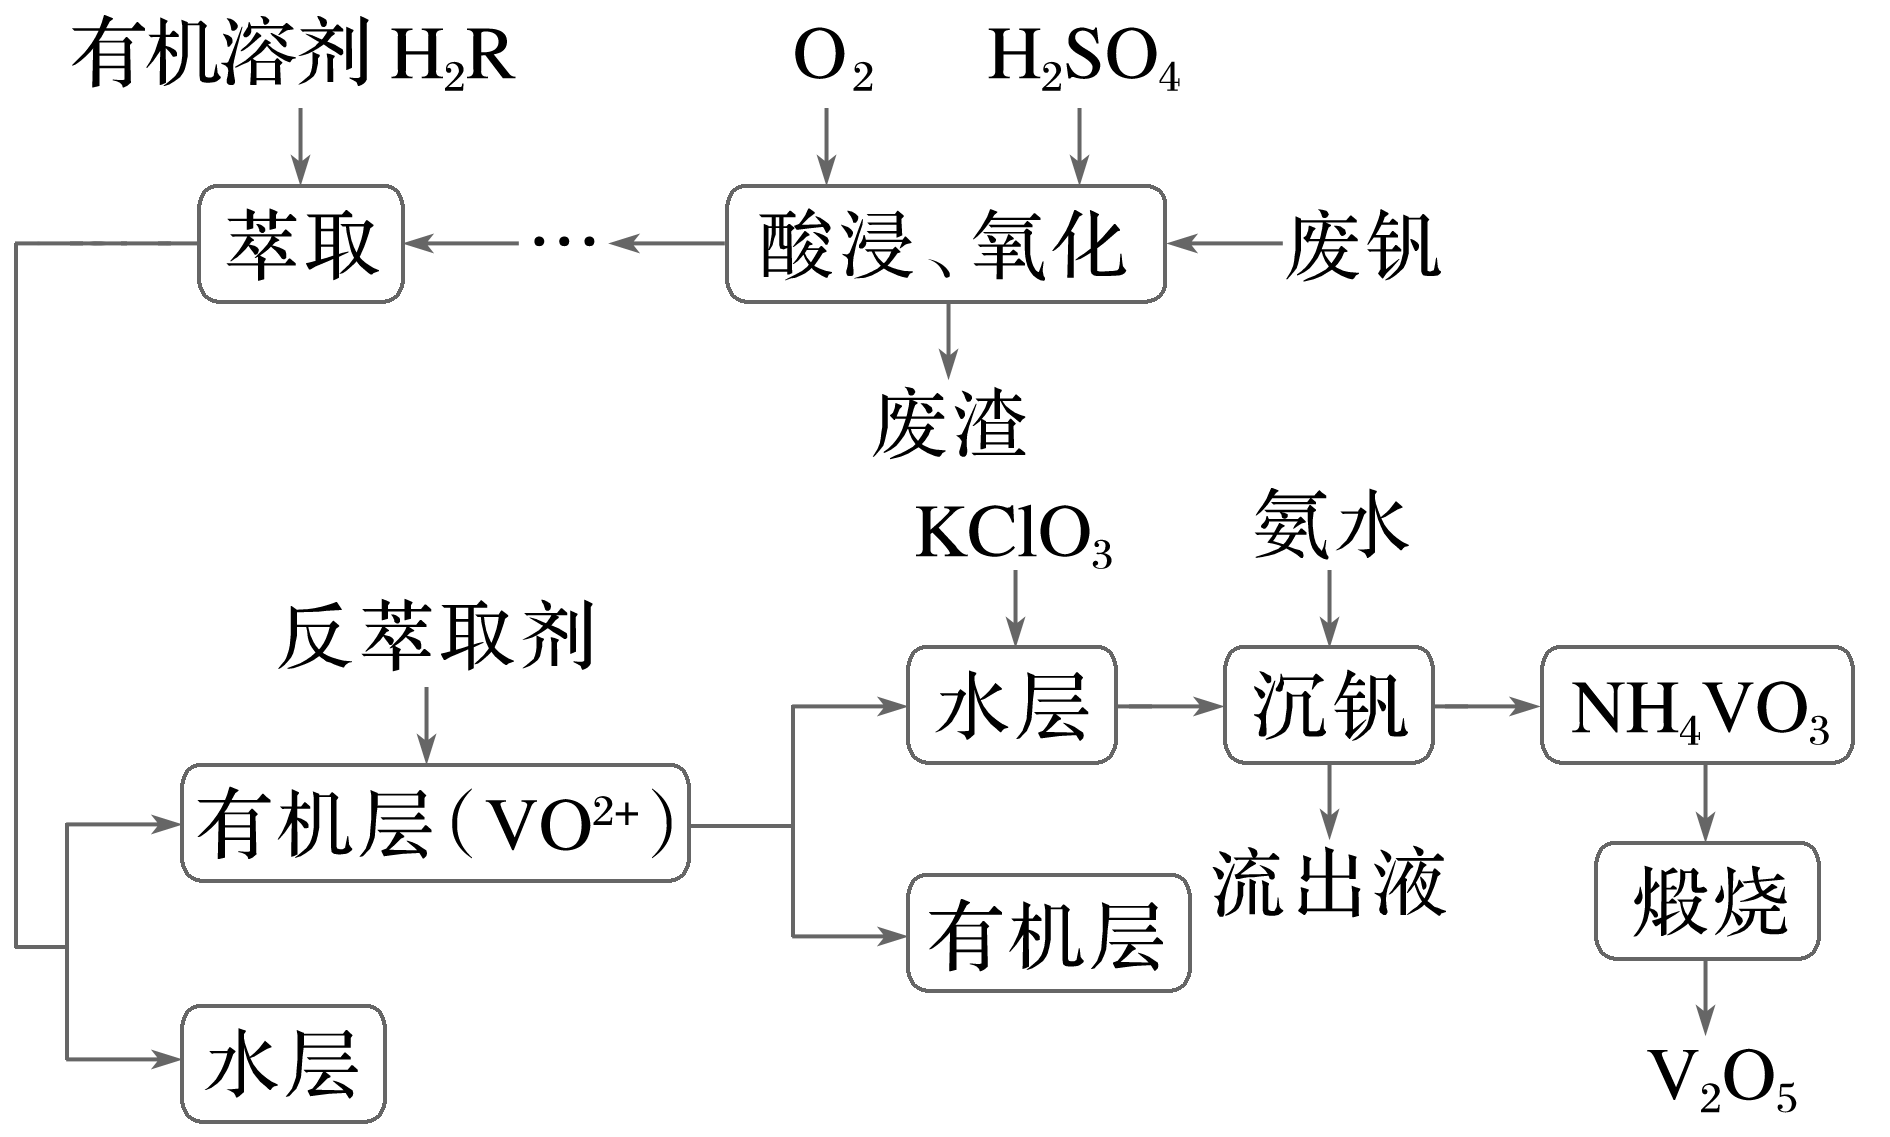 有机溶剂 H₂R
O₂
H₂SO₄
萃取
…
酸浸、氧化
废钒
废渣
KClO₃
氨水
反萃取剂
水层
沉钒
NH₄VO₃
有机层(VO²⁺)
流出液
有机层
煅烧
水层
V₂O₅